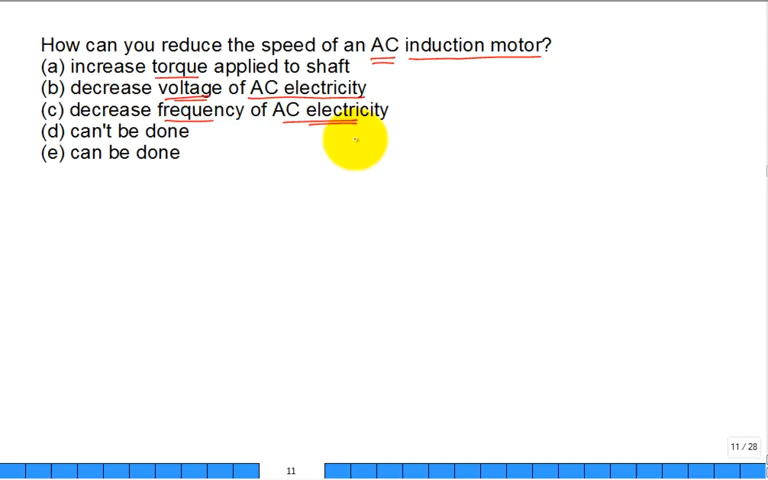 How can you reduce the speed of an AC induction motor?
(a) increase torque applied to shaft
(b) decrease voltage of AC electricity
(c) decrease frequency of AC electricity
(d) can't be done
(e) can be done
11 / 28
11